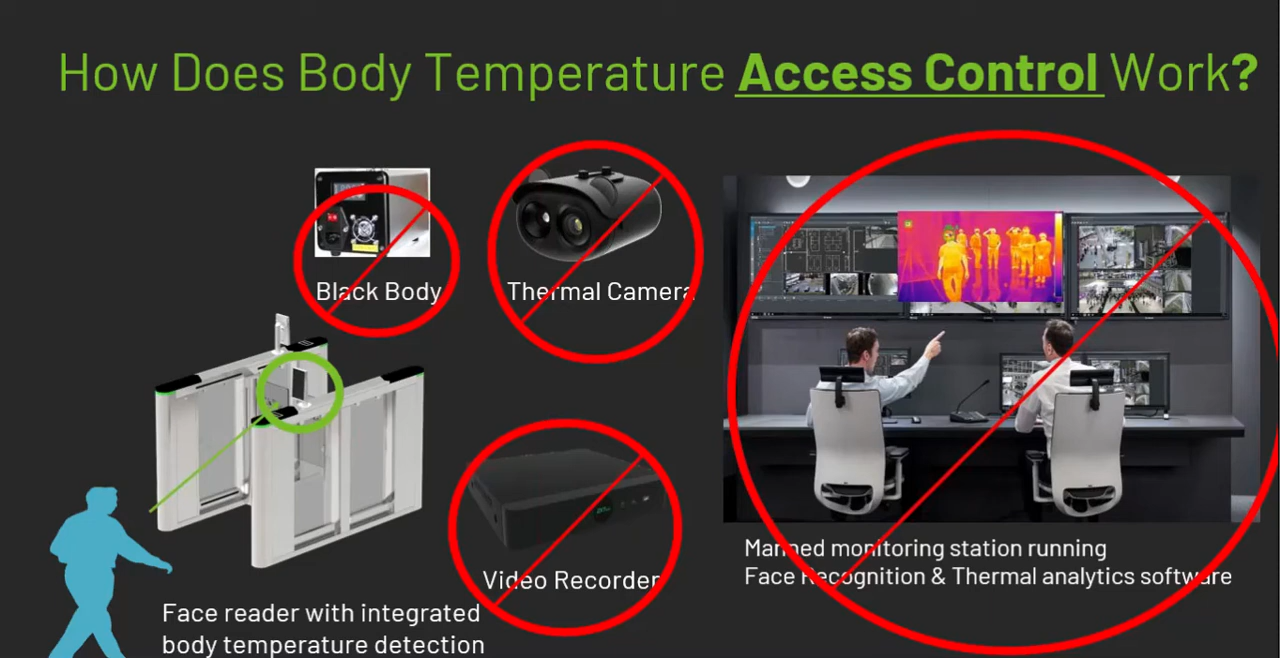 How Does Body Temperature Access Control Work?
Black Body
Thermal Camera
Video Recorder
Manned monitoring station running
Face Recognition & Thermal analytics software
Face reader with integrated
body temperature detection